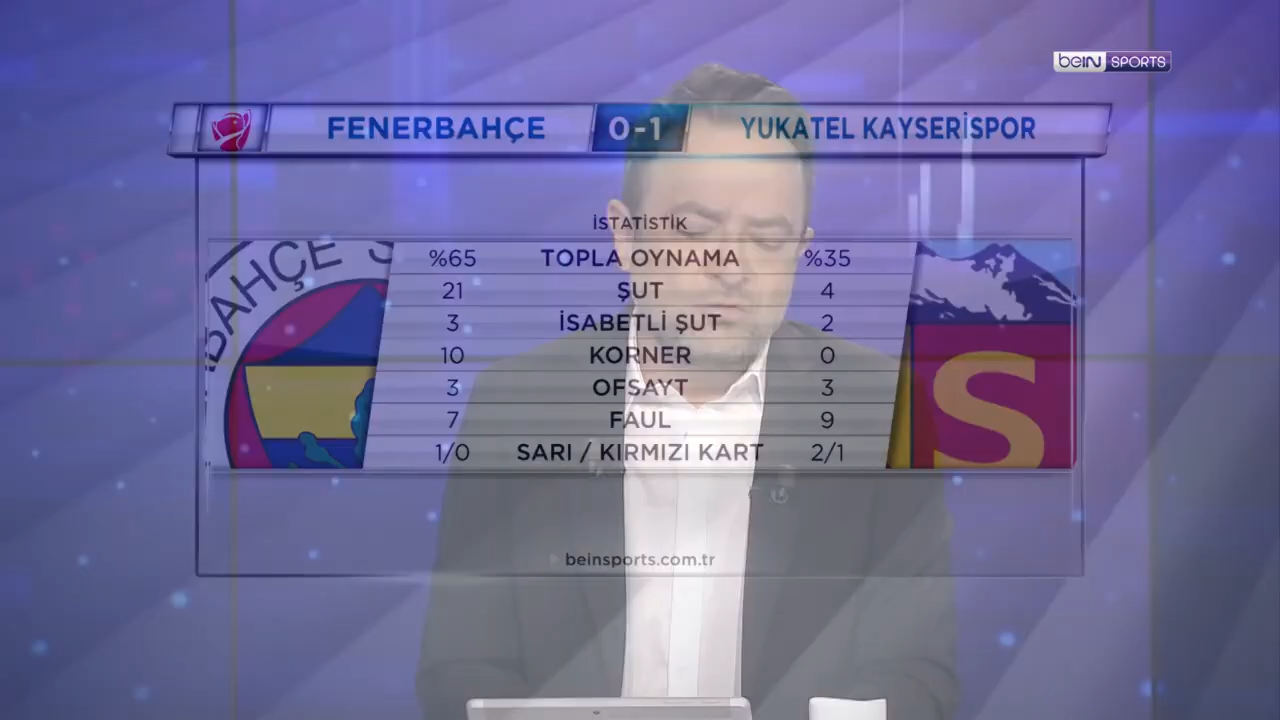 beIN SPORTS
FENERBAHÇE 0-1 YUKATEL KAYSERİSPOR
İSTATİSTİK
%65 TOPLA OYNAMA %35
21 ŞUT 4
3 İSABETLİ ŞUT 2
10 KORNER 0
3 OFSAYT 3
7 FAUL 9
1/0 SARI / KIRMIZI KART 2/1
BAHÇE S
S
beinsports.com.tr